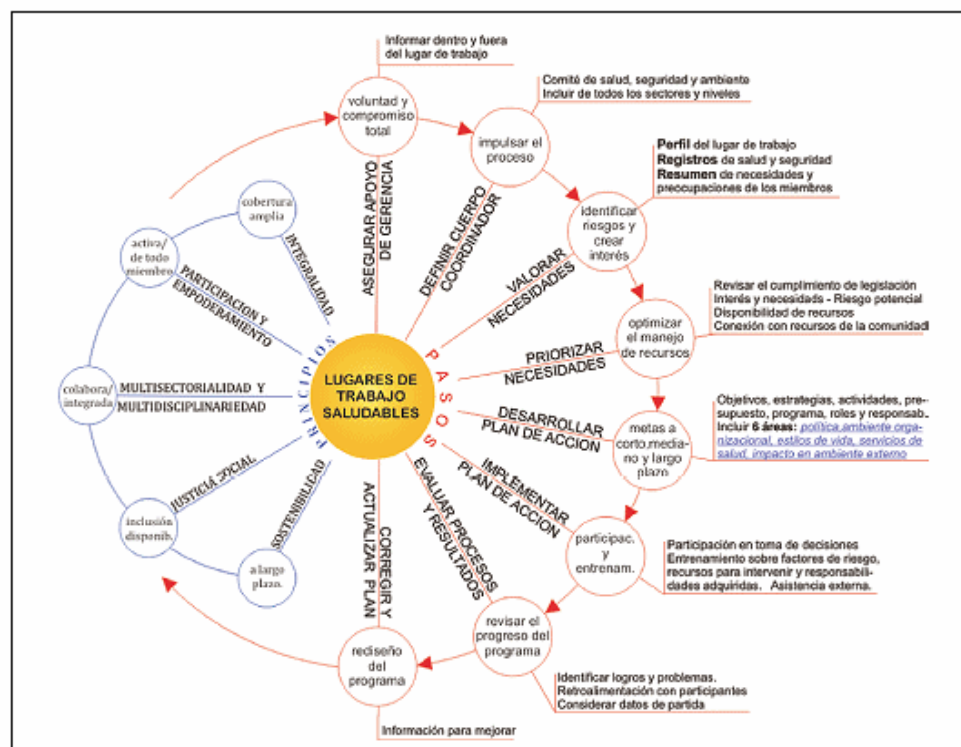 Informar dentro y fuera
del lugar de trabajo
voluntad y
compromiso
total
ASEGURAR APOYO
DE GERENCIA
Comité de salud, seguridad y ambiente
Incluir de todos los sectores y niveles
impulsar el
proceso
DEFINIR CUERPO
COORDINADOR
Perfil del lugar de trabajo
Registros de salud y seguridad
Resumen de necesidades y
preocupaciones de los miembros
identificar
riesgos y
crear
interés
VALORAR
NECESIDADES
Revisar el cumplimiento de legislación
Interés y necesidads - Riesgo potencial
Disponibilidad de recursos
Conexión con recursos de la comunidad
optimizar
el manejo
de recursos
PRIORIZAR
NECESIDADES
Objetivos, estrategias, actividades, pre-
supuesto, programa, roles y responsab.
Incluir 6 áreas: política,ambiente orga-
nizacional, estilos de vida, servicios de
salud, impacto en ambiente externo
metas a
corto,media-
no y largo
plazo
DESARROLLAR
PLAN DE ACCION
Participación en toma de decisiones
Entrenamiento sobre factores de riesgo,
recursos para intervenir y responsabili-
dades adquiridas. Asistencia externa.
participac.
y
entrenam.
IMPLEMENTAR
PLAN DE ACCION
Identificar logros y problemas.
Retroalimentación con participantes
Considerar datos de partida
revisar el
progreso del
programa
EVALUAR PROCESOS
Y RESULTADOS
Información para mejorar
rediseño
del
programa
CORREGIR Y
ACTUALIZAR PLAN
PASOS
LUGARES DE
TRABAJO
SALUDABLES
PRINCIPIOS
cobertura
amplia
INTEGRALIDAD
activa/
de todo
miembro
PARTICIPACION Y
EMPODERAMIENTO
colabora/
integrada
MULTISECTORIALIDAD Y
MULTIDISCIPLINARIEDAD
inclusión
disponib.
JUSTICIA SOCIAL
a largo
plazo.
SOSTENIBILIDAD